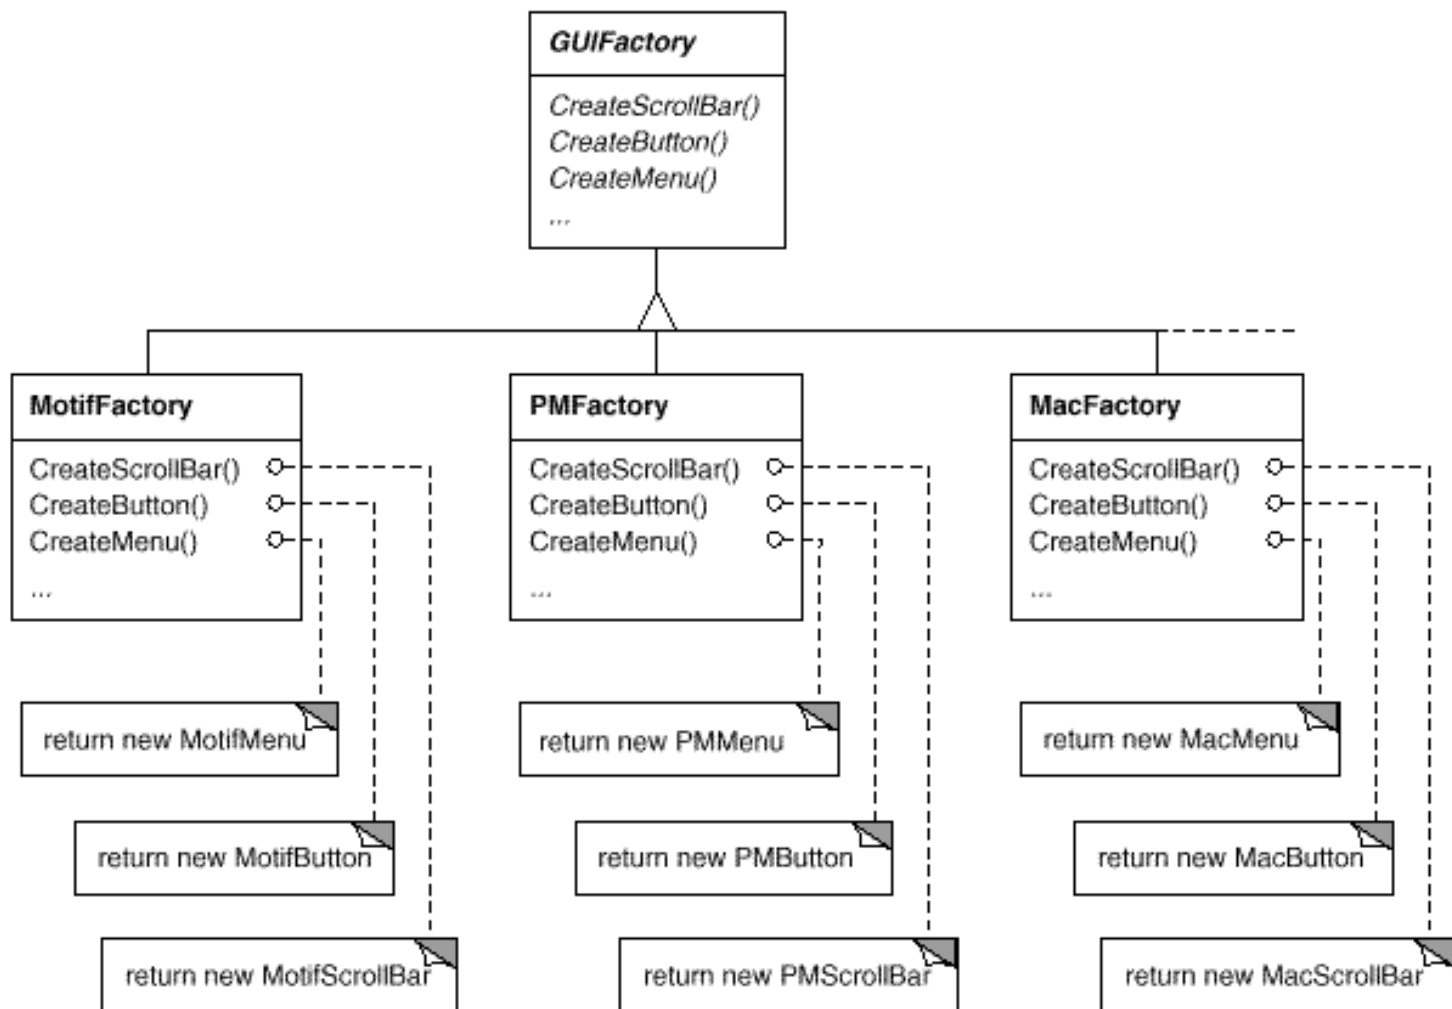 GUIFactory
CreateScrollBar()
CreateButton()
CreateMenu()
...
MotifFactory
CreateScrollBar()
CreateButton()
CreateMenu()
...
PMFactory
CreateScrollBar()
CreateButton()
CreateMenu()
...
MacFactory
CreateScrollBar()
CreateButton()
CreateMenu()
...
return new MotifMenu
return new PMMenu
return new MacMenu
return new MotifButton
return new PMButton
return new MacButton
return new MotifScrollBar
return new PMScrollBar
return new MacScrollBar